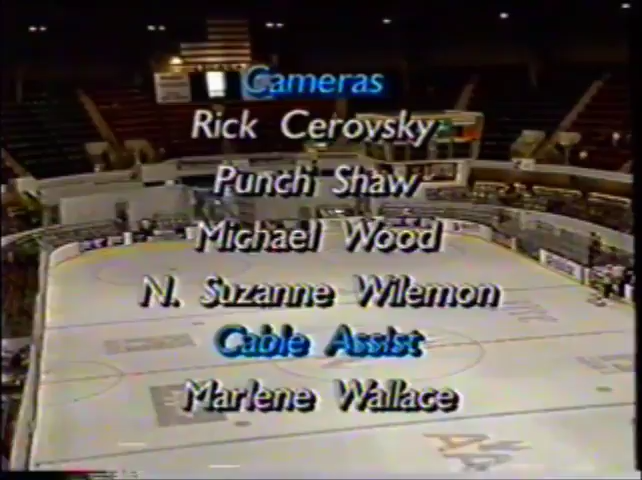 Cameras
Rick Cerovsky
Punch Shaw
Michael Wood
N. Suzanne Wilemon
Cable Assist
Marlene Wallace